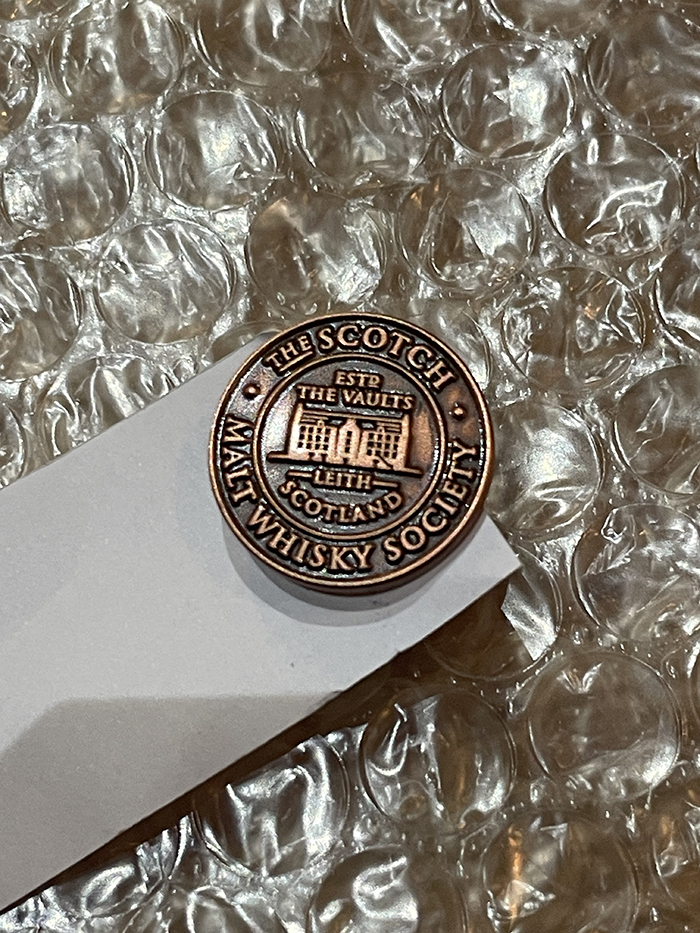 THE SCOTCH
MALT WHISKY SOCIETY
ESTD
THE VAULTS
LEITH
SCOTLAND